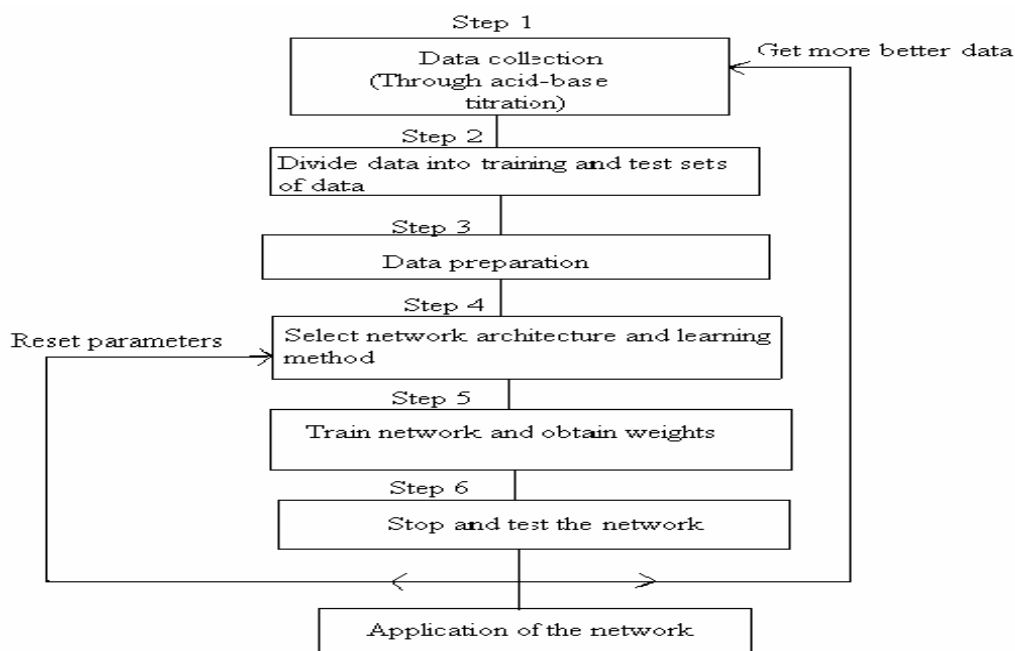 Step 1
Data collection
(Through acid-base
titration)
Get more better data
Step 2
Divide data into training and test sets
of data
Step 3
Data preparation
Step 4
Reset parameters
Select network architecture and learning
method
Step 5
Train network and obtain weights
Step 6
Stop and test the network
Application of the network